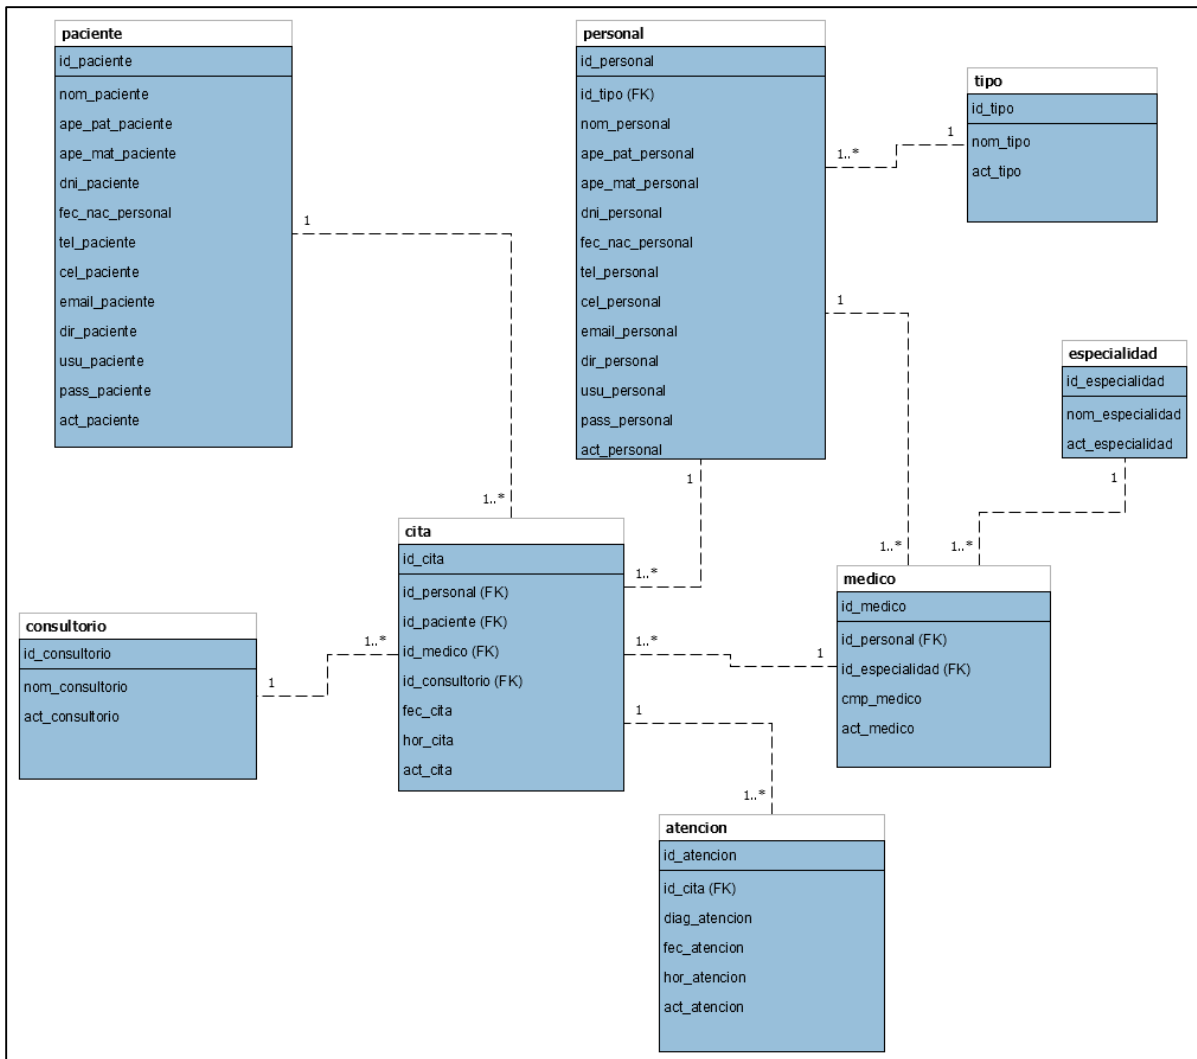 paciente
id_paciente
nom_paciente
ape_pat_paciente
ape_mat_paciente
dni_paciente
fec_nac_personal
tel_paciente
cel_paciente
email_paciente
dir_paciente
usu_paciente
pass_paciente
act_paciente
personal
id_personal
id_tipo (FK)
nom_personal
ape_pat_personal
ape_mat_personal
dni_personal
fec_nac_personal
tel_personal
cel_personal
email_personal
dir_personal
usu_personal
pass_personal
act_personal
tipo
id_tipo
nom_tipo
act_tipo
1
1..*
1
1
especialidad
id_especialidad
nom_especialidad
act_especialidad
1
1
1..*
1..*
1..*
cita
id_cita
id_personal (FK)
id_paciente (FK)
id_medico (FK)
id_consultorio (FK)
fec_cita
hor_cita
act_cita
1..*
1..*
1
1
1..*
1
1..*
medico
id_medico
id_personal (FK)
id_especialidad (FK)
cmp_medico
act_medico
consultorio
id_consultorio
nom_consultorio
act_consultorio
atencion
id_atencion
id_cita (FK)
diag_atencion
fec_atencion
hor_atencion
act_atencion